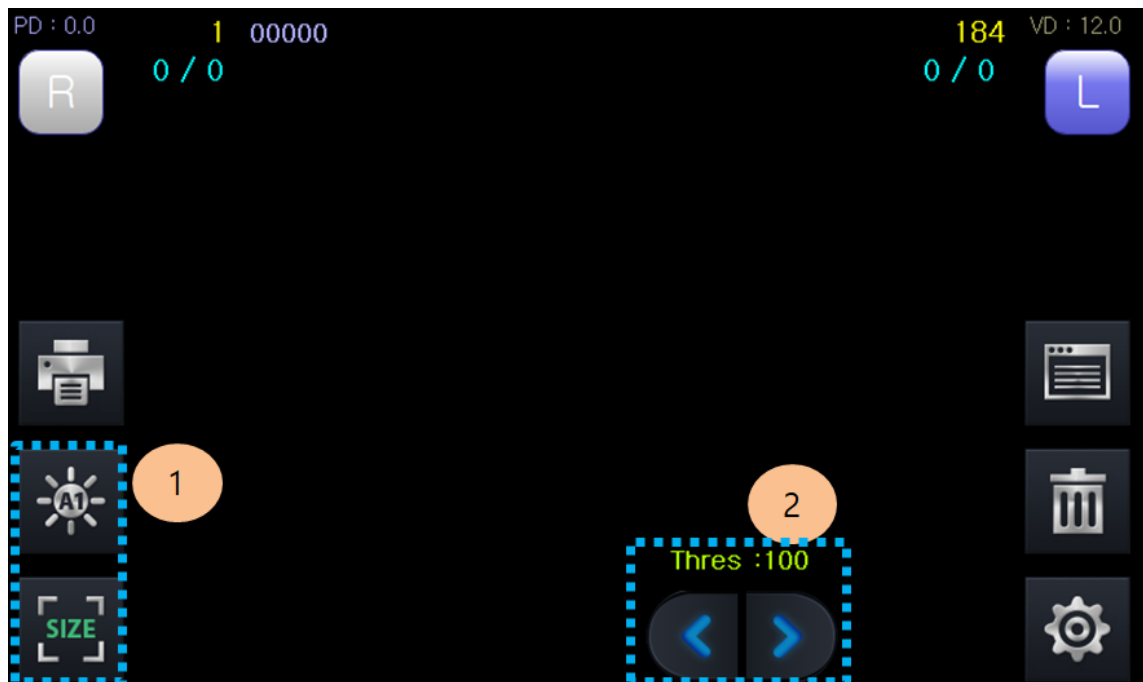 PD : 0.0
1 00000
184
VD : 12.0
0 / 0
0 / 0
R
L
A1
1
2
Thres :100
SIZE